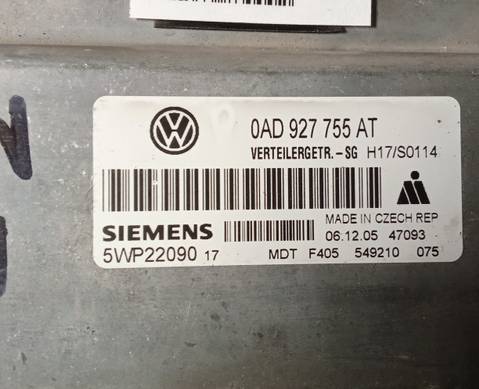 0AD 927 755 AT
VERTEILERGETR.-SG H17/S0114
MADE IN CZECH REP
SIEMENS 06.12.05 47093
5WP22090 17 MDT F405 549210 075